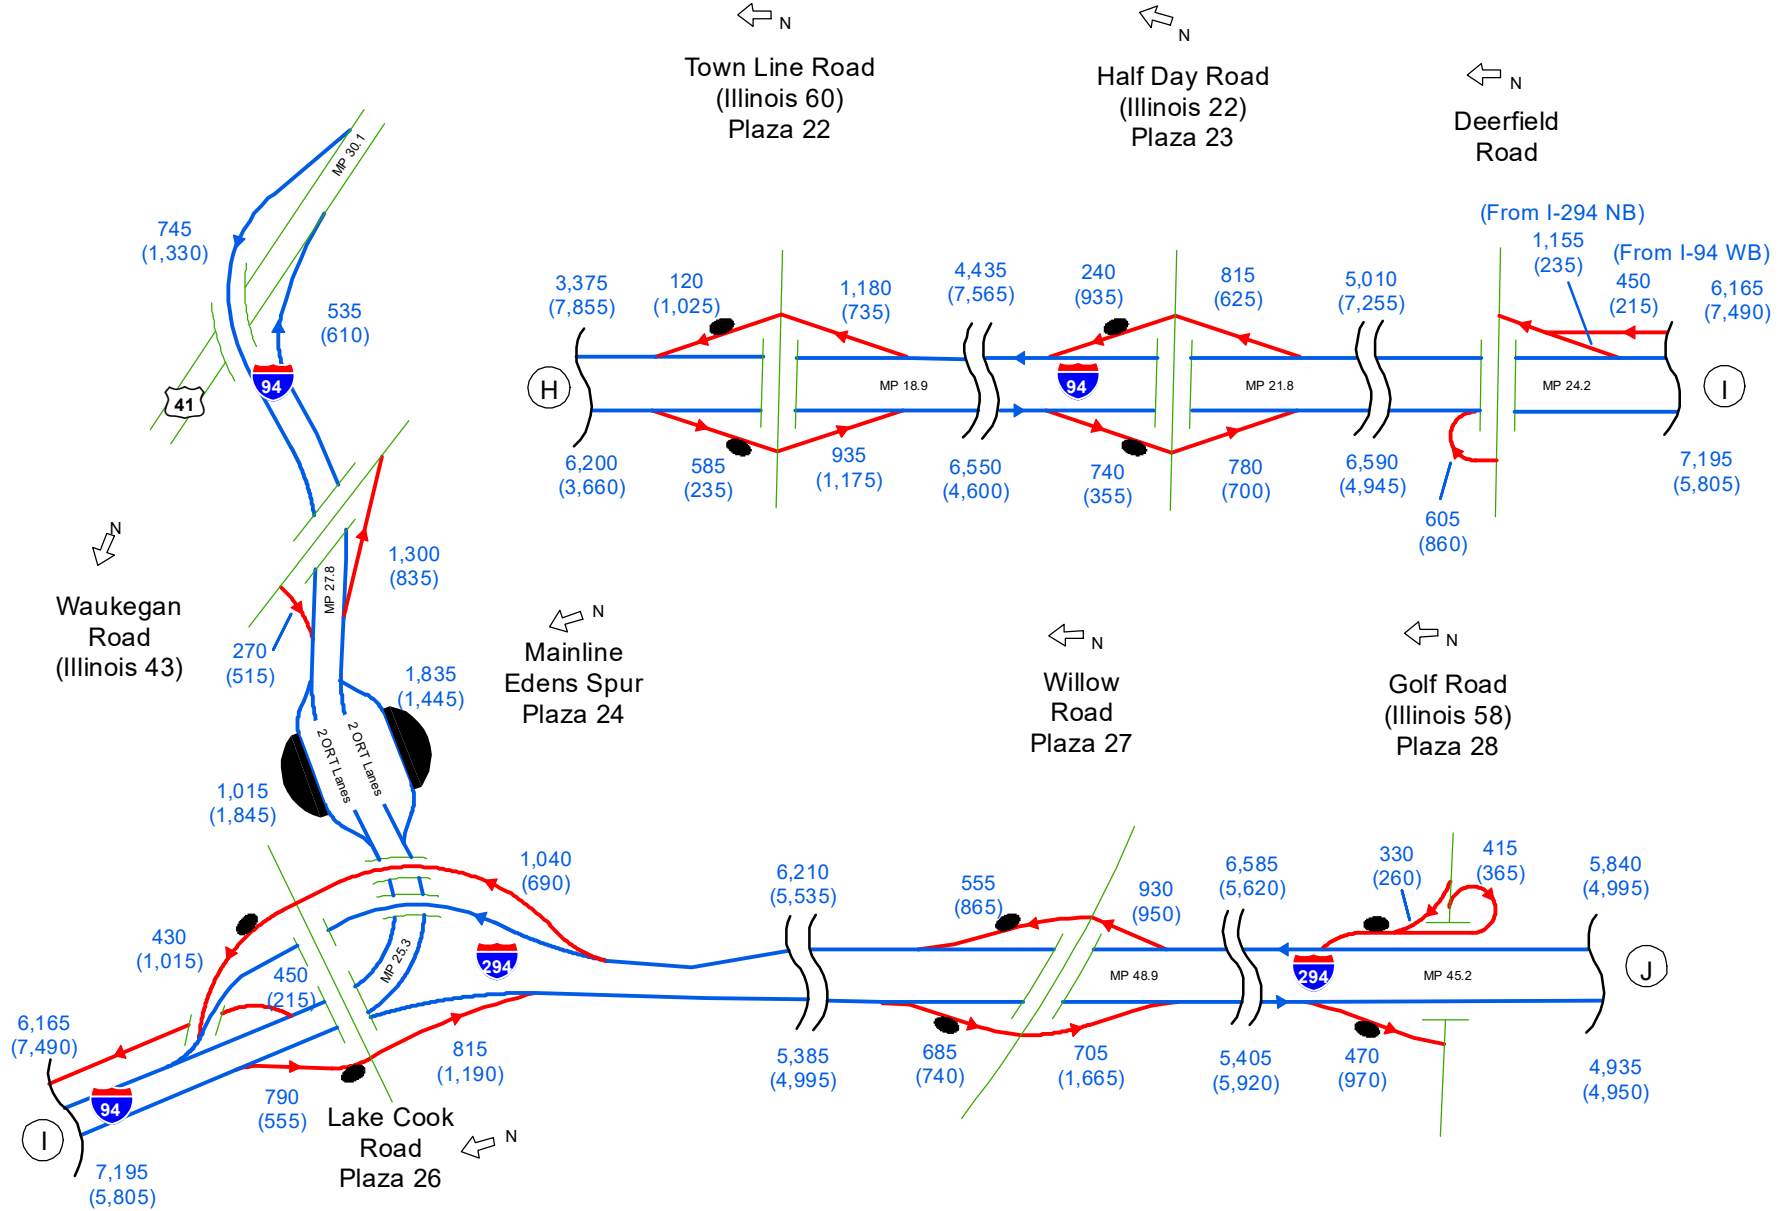 N
Town Line Road
(Illinois 60)
Plaza 22
N
Half Day Road
(Illinois 22)
Plaza 23
N
Deerfield
Road
MP 30.1
745
(1,330)
535
(610)
94
41
(From I-294 NB)
1,155
(235)
(From I-94 WB)
450
(215)
6,165
(7,490)
3,375
(7,855)
120
(1,025)
1,180
(735)
4,435
(7,565)
240
(935)
815
(625)
5,010
(7,255)
H
MP 18.9
94
MP 21.8
MP 24.2
I
6,200
(3,660)
585
(235)
935
(1,175)
6,550
(4,600)
740
(355)
780
(700)
6,590
(4,945)
605
(860)
7,195
(5,805)
N
Waukegan
Road
(Illinois 43)
1,300
(835)
MP 27.8
270
(515)
N
Mainline
Edens Spur
Plaza 24
1,835
(1,445)
2 ORT Lanes
2 ORT Lanes
1,015
(1,845)
N
Willow
Road
Plaza 27
N
Golf Road
(Illinois 58)
Plaza 28
1,040
(690)
430
(1,015)
450
(215)
MP 25.3
294
6,165
(7,490)
94
I
7,195
(5,805)
790
(555)
815
(1,190)
Lake Cook
Road
Plaza 26
N
6,210
(5,535)
555
(865)
930
(950)
6,585
(5,620)
330
(260)
415
(365)
5,840
(4,995)
MP 48.9
294
MP 45.2
J
5,385
(4,995)
685
(740)
705
(1,665)
5,405
(5,920)
470
(970)
4,935
(4,950)